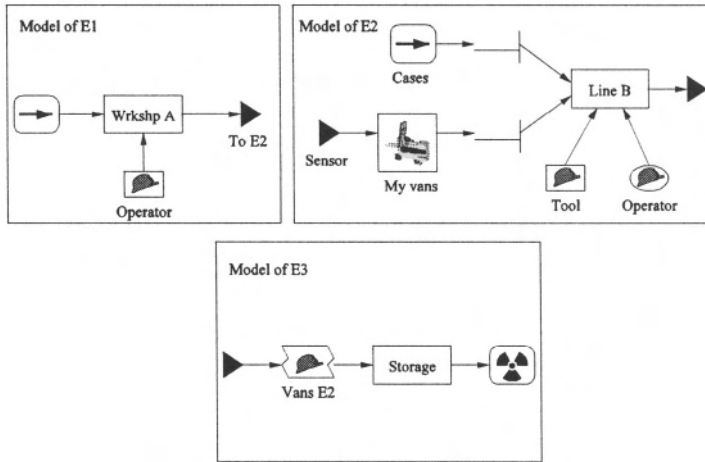 Model of E1
Wrkshp A
To E2
Operator
Model of E2
Cases
Line B
Sensor
My vans
Tool
Operator
Model of E3
Vans E2
Storage